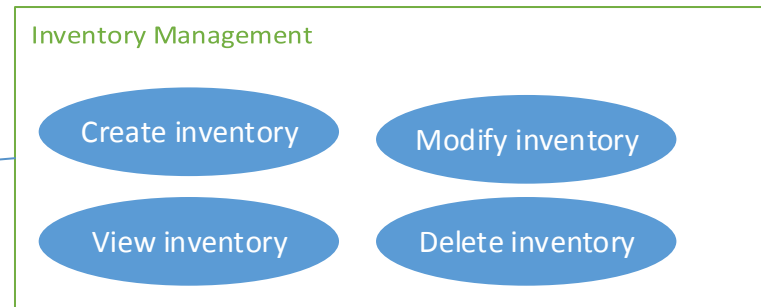 Inventory Management
Create inventory
Modify inventory
View inventory
Delete inventory